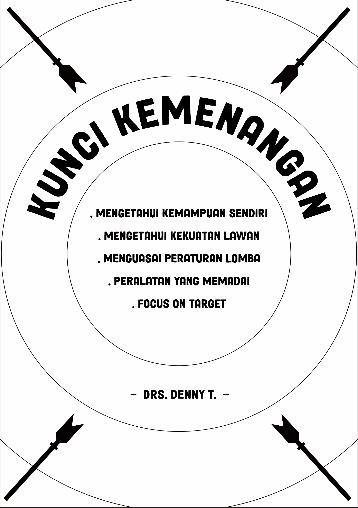 KUNCI KEMENANGAN
. MENGETAHUI KEMAMPUAN SENDIRI
. MENGETAHUI KEKUATAN LAWAN
. MENGUASAI PERATURAN LOMBA
. PERALATAN YANG MEMADAI
. FOCUS ON TARGET
- DRS. DENNY T. -